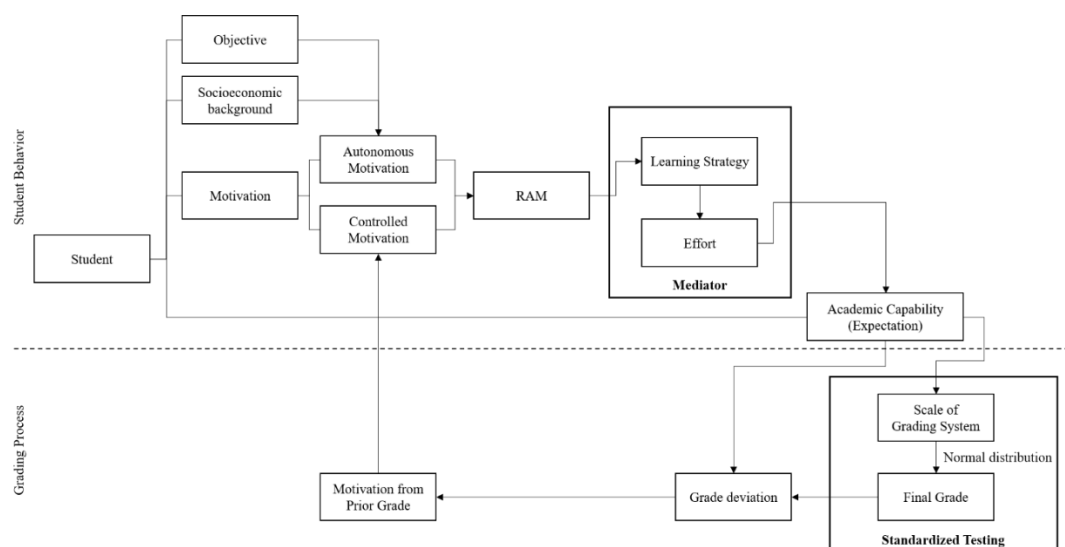 Student Behavior
Objective
Socioeconomic
background
Autonomous
Motivation
Motivation
Controlled
Motivation
Student
RAM
Learning Strategy
Effort
Mediator
Academic Capability
(Expectation)
Grading Process
Scale of
Grading System
Normal distribution
Motivation from
Prior Grade
Grade deviation
Final Grade
Standardized Testing